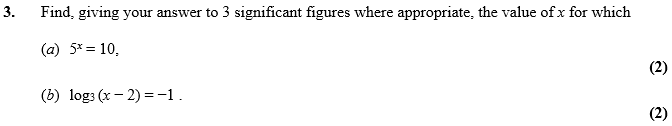 3. Find, giving your answer to 3 significant figures where appropriate, the value of x for which
(a) 5ˣ = 10,
(2)
(b) log₃ (x − 2) = −1 .
(2)